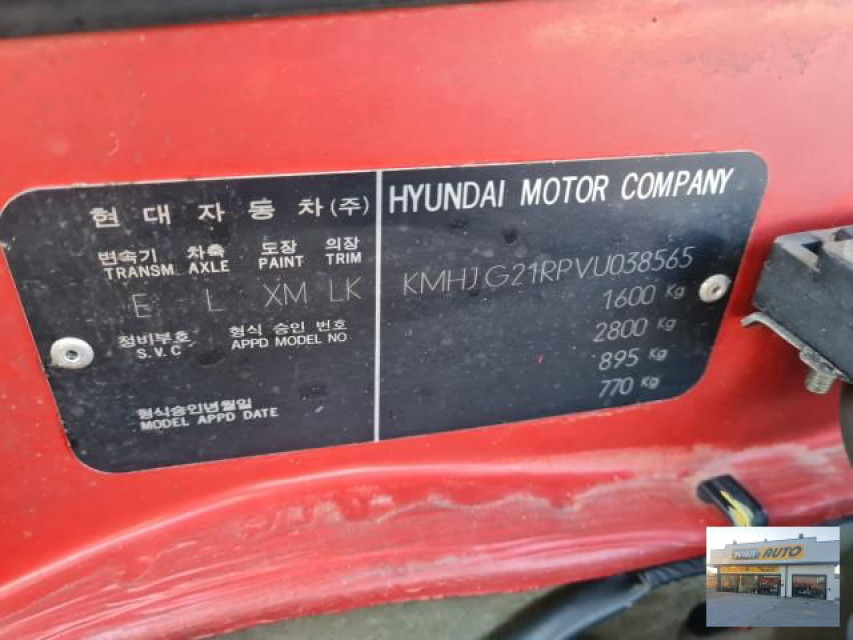 현대자동차(주)
변속기 차축 도장 의장
TRANSM. AXLE PAINT TRIM
E L XM LK
정비부호 형식 승인 번호
S.V.C APPD MODEL NO
형식승인년월일
MODEL APPD DATE
HYUNDAI MOTOR COMPANY
KMHJG21RPVU038565
1600 Kg
2800 Kg
895 Kg
770 Kg
AUTO